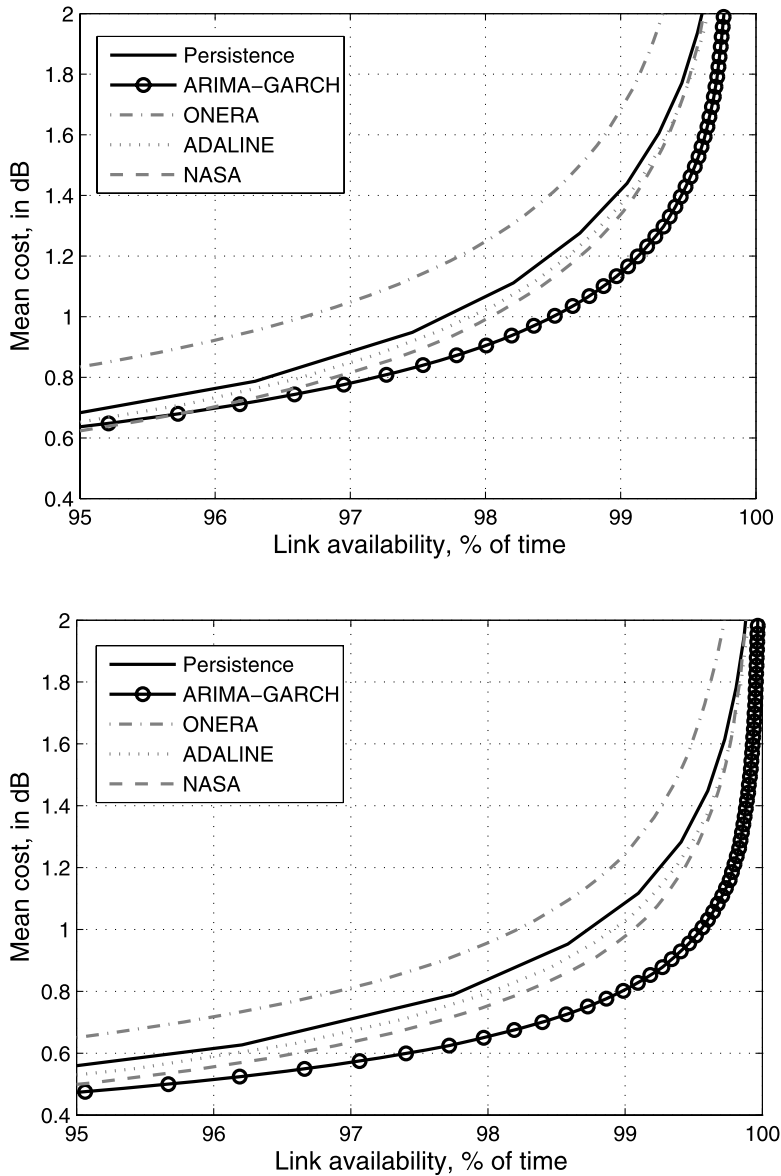 2
1.8
1.6
1.4
1.2
1
0.8
0.6
0.4
Mean cost, in dB
Persistence
ARIMA−GARCH
ONERA
ADALINE
NASA
95 96 97 98 99 100
Link availability, % of time
2
1.8
1.6
1.4
1.2
1
0.8
0.6
0.4
Mean cost, in dB
Persistence
ARIMA−GARCH
ONERA
ADALINE
NASA
95 96 97 98 99 100
Link availability, % of time